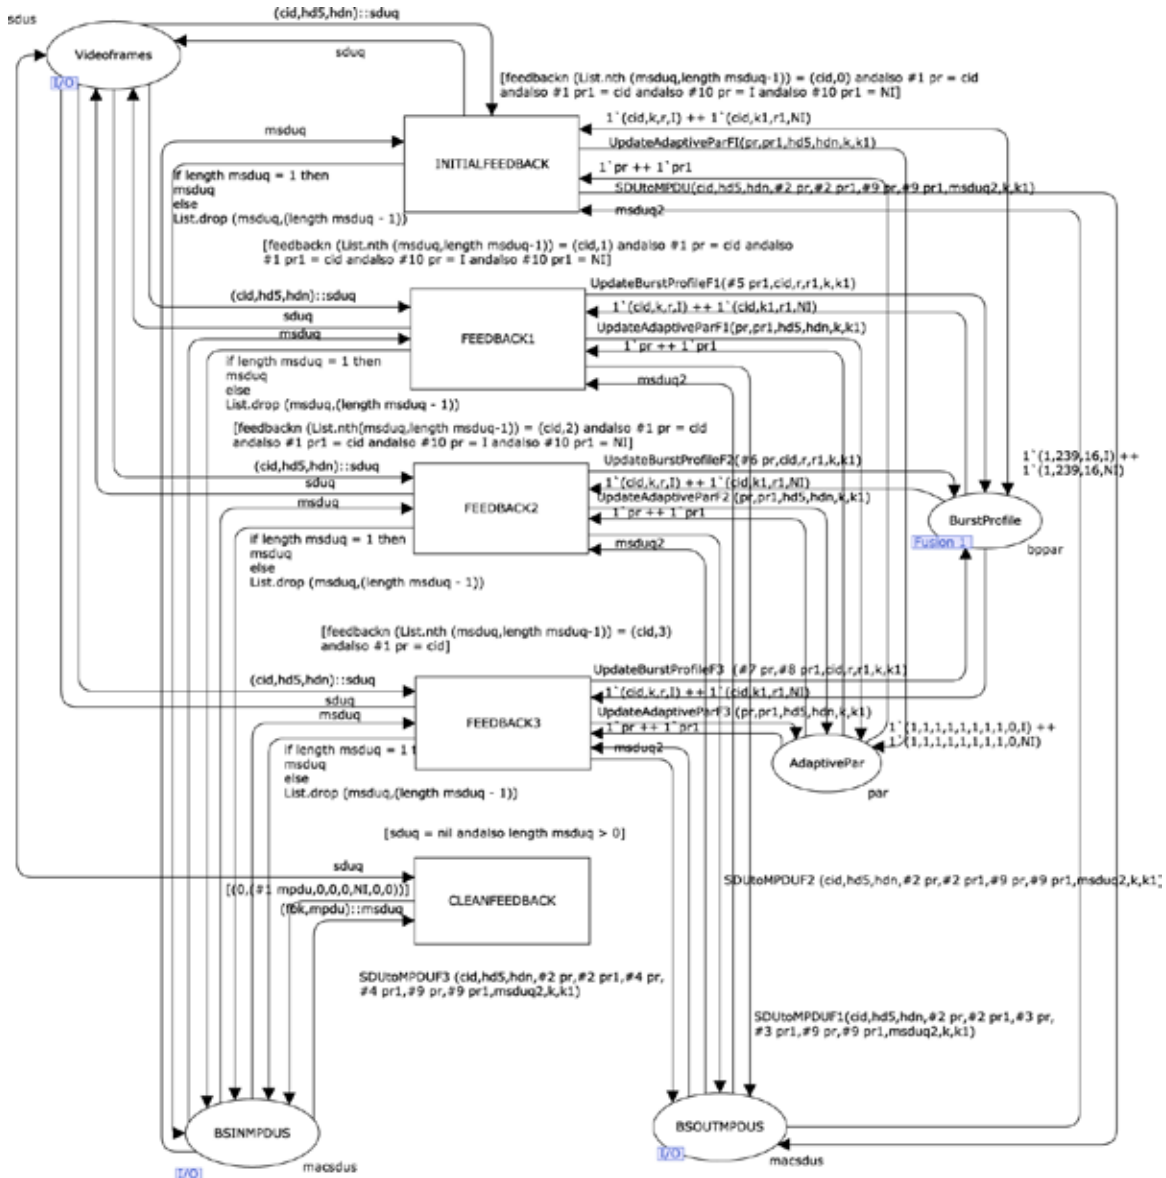 sdus
(cid,hd5,hdn)::sduq
Videoframes
I/O
sduq
[feedbackn (List.nth (msduq,length msduq-1)) = (cid,0) andalso #1 pr = cid
andalso #1 pr1 = cid andalso #10 pr = I andalso #10 pr1 = NI]
msduq
INITIALFEEDBACK
1`(cid,k,r,I) ++ 1`(cid,k1,r1,NI)
UpdateAdaptiveParFI(pr,pr1,hd5,hdn,k,k1)
1`pr ++ 1`pr1
SDUtoMPDU(cid,hd5,hdn,#2 pr,#2 pr1,#9 pr,#9 pr1,msduq2,k,k1)
msduq2
if length msduq = 1 then
msduq
else
List.drop (msduq,(length msduq - 1))
[feedbackn (List.nth (msduq,length msduq-1)) = (cid,1) andalso #1 pr = cid andalso
#1 pr1 = cid andalso #10 pr = I andalso #10 pr1 = NI]
(cid,hd5,hdn)::sduq
sduq
msduq
FEEDBACK1
UpdateBurstProfileF1(#5 pr1,cid,r,r1,k,k1)
1`(cid,k,r,I) ++ 1`(cid,k1,r1,NI)
UpdateAdaptiveParF1(pr,pr1,hd5,hdn,k,k1)
1`pr ++ 1`pr1
msduq2
if length msduq = 1 then
msduq
else
List.drop (msduq,(length msduq - 1))
[feedbackn (List.nth(msduq,length msduq-1)) = (cid,2) andalso #1 pr = cid
andalso #1 pr1 = cid andalso #10 pr = I andalso #10 pr1 = NI]
(cid,hd5,hdn)::sduq
sduq
msduq
FEEDBACK2
UpdateBurstProfileF2(#6 pr,cid,r,r1,k,k1)
1`(cid,k,r,I) ++ 1`(cid,k1,r1,NI)
UpdateAdaptiveParF2 (pr,pr1,hd5,hdn,k,k1)
1`pr ++ 1`pr1
msduq2
1`(1,239,16,I) ++
1`(1,239,16,NI)
BurstProfile
Fusion 1
bppar
if length msduq = 1 then
msduq
else
List.drop (msduq,(length msduq - 1))
[feedbackn (List.nth (msduq,length msduq-1)) = (cid,3)
andalso #1 pr = cid]
(cid,hd5,hdn)::sduq
sduq
msduq
FEEDBACK3
UpdateBurstProfileF3 (#7 pr,#8 pr1,cid,r,r1,k,k1)
1`(cid,k,r,I) ++ 1`(cid,k1,r1,NI)
UpdateAdaptiveParF3 (pr,pr1,hd5,hdn,k,k1)
1`pr ++ 1`pr1
msduq2
1`(1,1,1,1,1,1,1,1,0,I) ++
1`(1,1,1,1,1,1,1,1,0,NI)
AdaptivePar
par
if length msduq = 1 t
msduq
else
List.drop (msduq,(length msduq - 1))
[sduq = nil andalso length msduq > 0]
sduq
[(0,(#1 mpdu,0,0,0,NI,0,0))]
(fbk,mpdu)::msduq
CLEANFEEDBACK
SDUtoMPDUF2 (cid,hd5,hdn,#2 pr,#2 pr1,#9 pr,#9 pr1,msduq2,k,k1)
SDUtoMPDUF3 (cid,hd5,hdn,#2 pr,#2 pr1,#4 pr,
#4 pr1,#9 pr,#9 pr1,msduq2,k,k1)
SDUtoMPDUF1(cid,hd5,hdn,#2 pr,#2 pr1,#3 pr,
#3 pr1,#9 pr,#9 pr1,msduq2,k,k1)
BSINMPDUS
I/O
macsdus
BSOUTMPDUS
I/O
macsdus